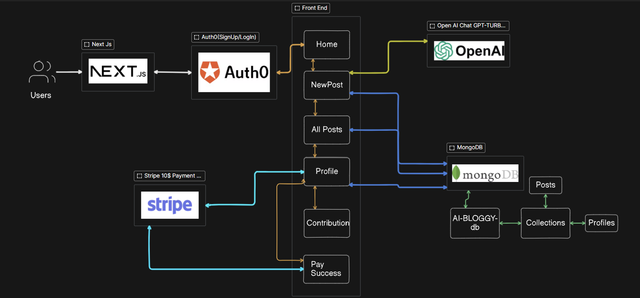 Front End
Next Js
Auth0(SignUp/LogIn)
Open AI Chat GPT-TURB...
Users
NEXT.JS
Auth0
Home
OpenAI
NewPost
All Posts
MongoDB
Stripe 10$ Payment ...
Profile
mongoDB
stripe
Posts
Contribution
AI-BLOGGY-
db
Collections
Profiles
Pay
Success